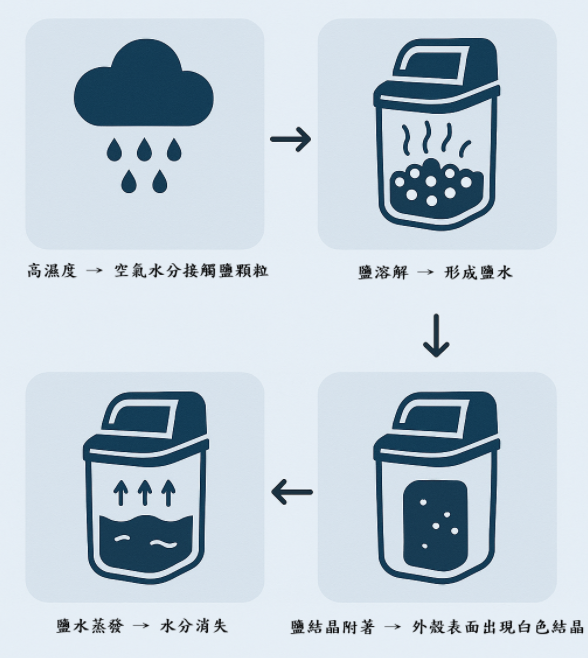 高濕度 → 空氣水分接觸鹽顆粒
鹽溶解 → 形成鹽水
鹽水蒸發 → 水分消失
鹽結晶附著 → 外殼表面出現白色結晶